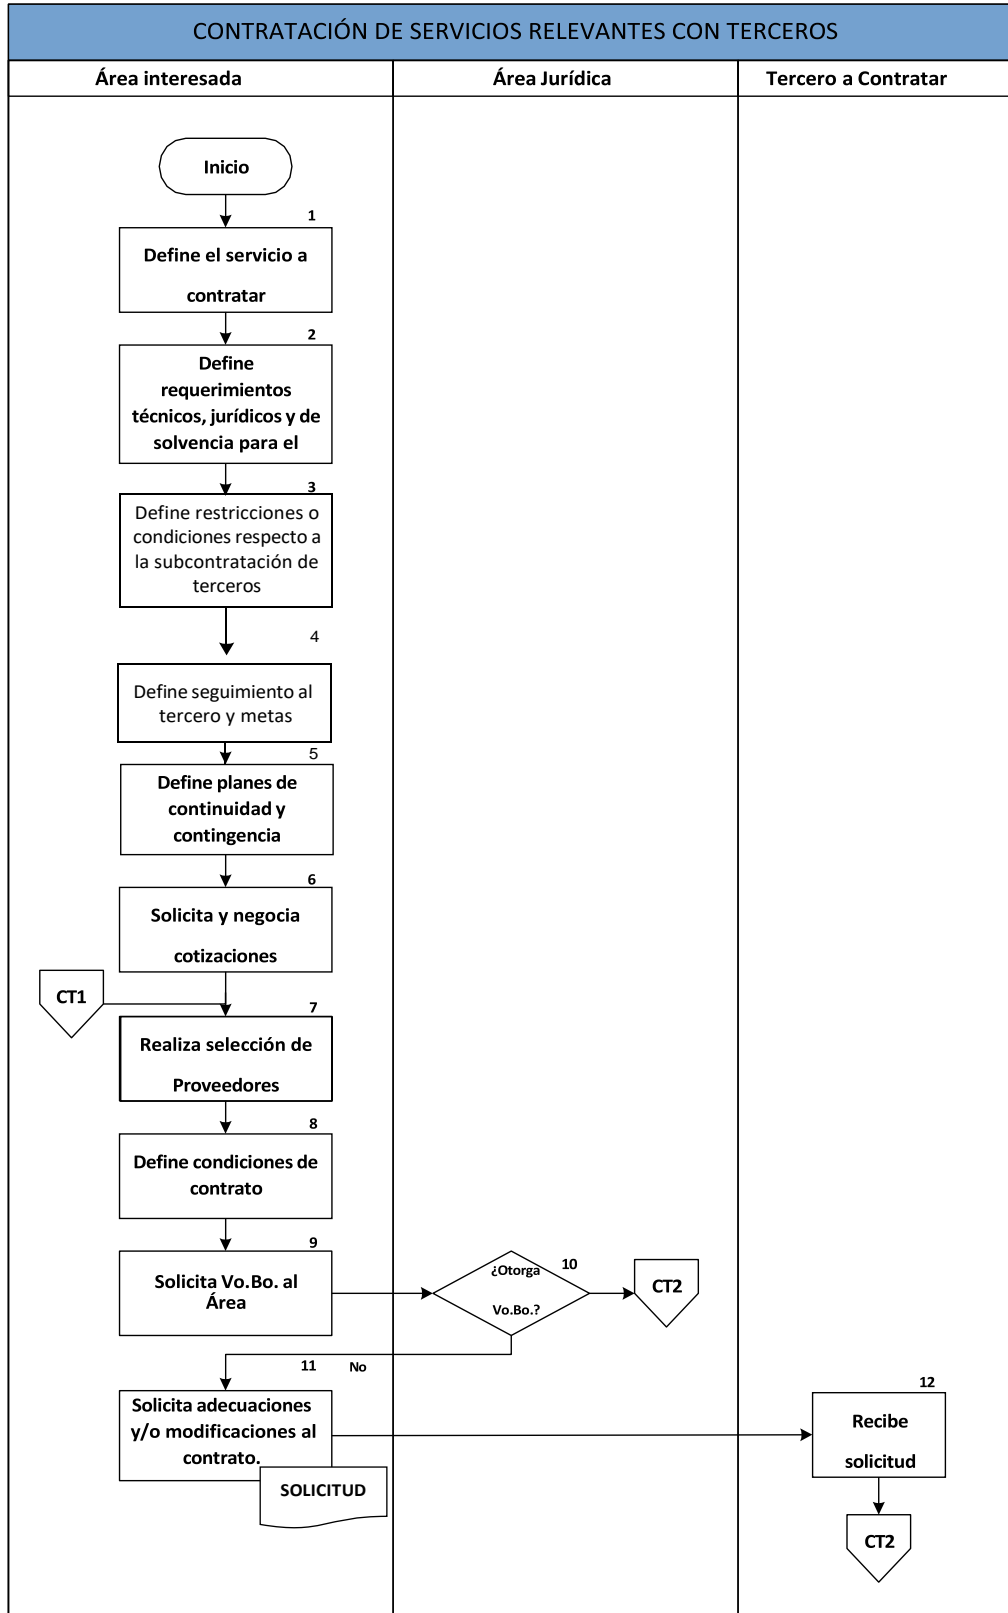 CONTRATACIÓN DE SERVICIOS RELEVANTES CON TERCEROS
Área interesada
Área Jurídica
Tercero a Contratar
Inicio
1
Define el servicio a
contratar
2
Define
requerimientos
técnicos, jurídicos y de
solvencia para el
3
Define restricciones o
condiciones respecto a
la subcontratación de
terceros
4
Define seguimiento al
tercero y metas
5
Define planes de
continuidad y
contingencia
6
Solicita y negocia
cotizaciones
CT1
7
Realiza selección de
Proveedores
8
Define condiciones de
contrato
9
Solicita Vo.Bo. al
Área
10
¿Otorga
Vo.Bo.?
CT2
11
No
Solicita adecuaciones
y/o modificaciones al
contrato.
SOLICITUD
12
Recibe
solicitud
CT2